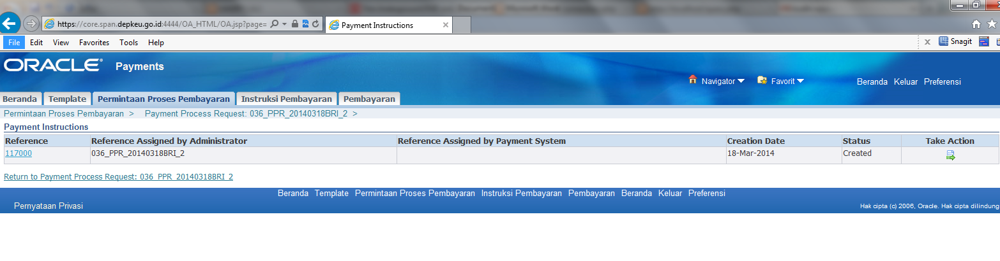 https://core.span.depkeu.go.id:4444/OA_HTML/OA.jsp?page= Payment Instructions
File Edit View Favorites Tools Help Snagit
ORACLE Payments
Navigator Favorit Beranda Keluar Preferensi
Beranda Template Permintaan Proses Pembayaran Instruksi Pembayaran Pembayaran
Permintaan Proses Pembayaran > Payment Process Request: 036_PPR_20140318BRI_2 >
Payment Instructions
Reference Reference Assigned by Administrator Reference Assigned by Payment System Creation Date Status Take Action
117000 036_PPR_20140318BRI_2 18-Mar-2014 Created
Return to Payment Process Request: 036_PPR_20140318BRI_2
Beranda Template Permintaan Proses Pembayaran Instruksi Pembayaran Pembayaran Beranda Keluar Preferensi
Pernyataan Privasi Hak cipta (c) 2006, Oracle. Hak cipta dilindung